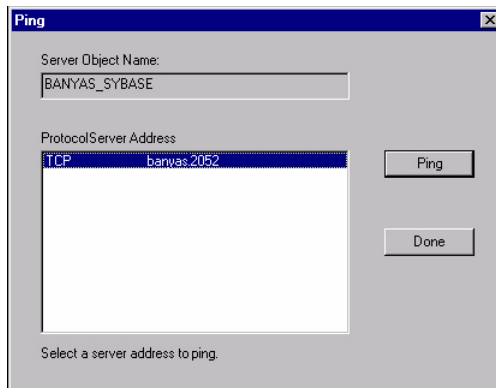 Ping
Server Object Name:
BANYAS_SYBASE
ProtocolServer Address
TCP banyas.2052
Ping
Done
Select a server address to ping.